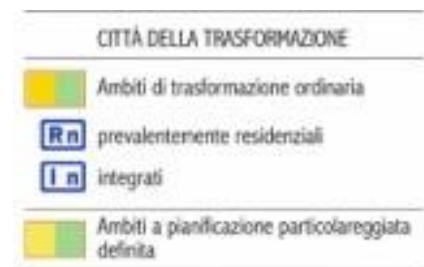 CITTÀ DELLA TRASFORMAZIONE
Ambiti di trasformazione ordinaria
Rn prevalentemente residenziali
In integrati
Ambiti a pianificazione particolareggiata
definita